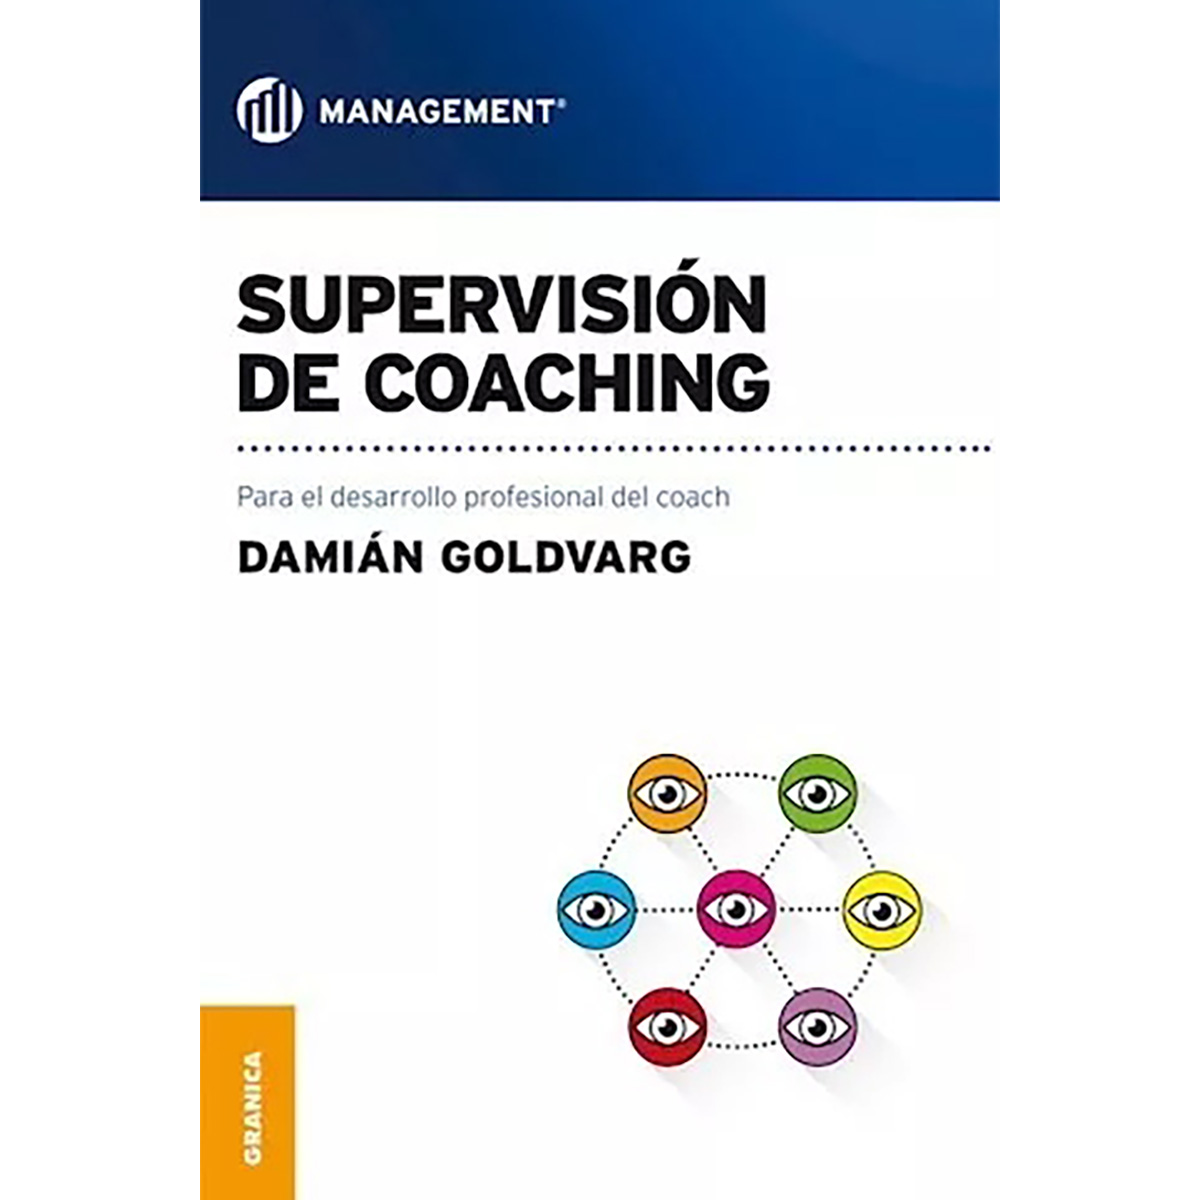 MANAGEMENT®
SUPERVISIÓN
DE COACHING
Para el desarrollo profesional del coach
DAMIÁN GOLDVARG
GRANICA